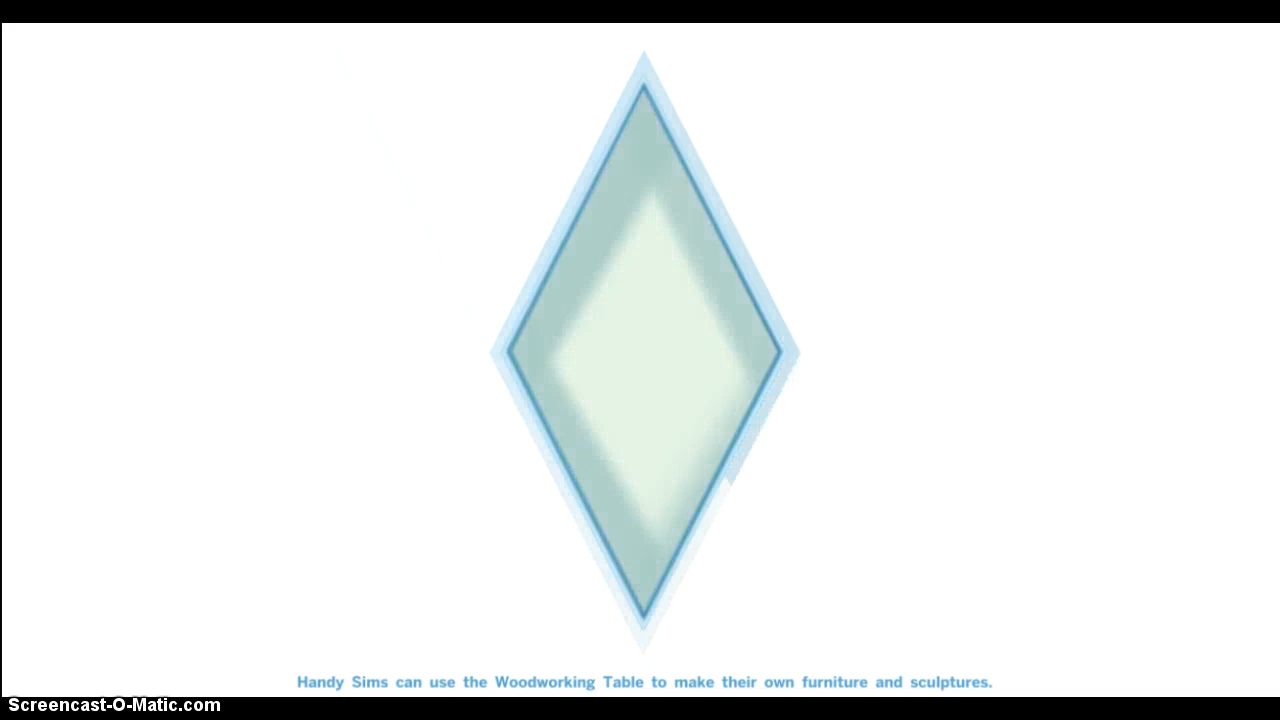 Handy Sims can use the Woodworking Table to make their own furniture and sculptures.
Screencast-O-Matic.com